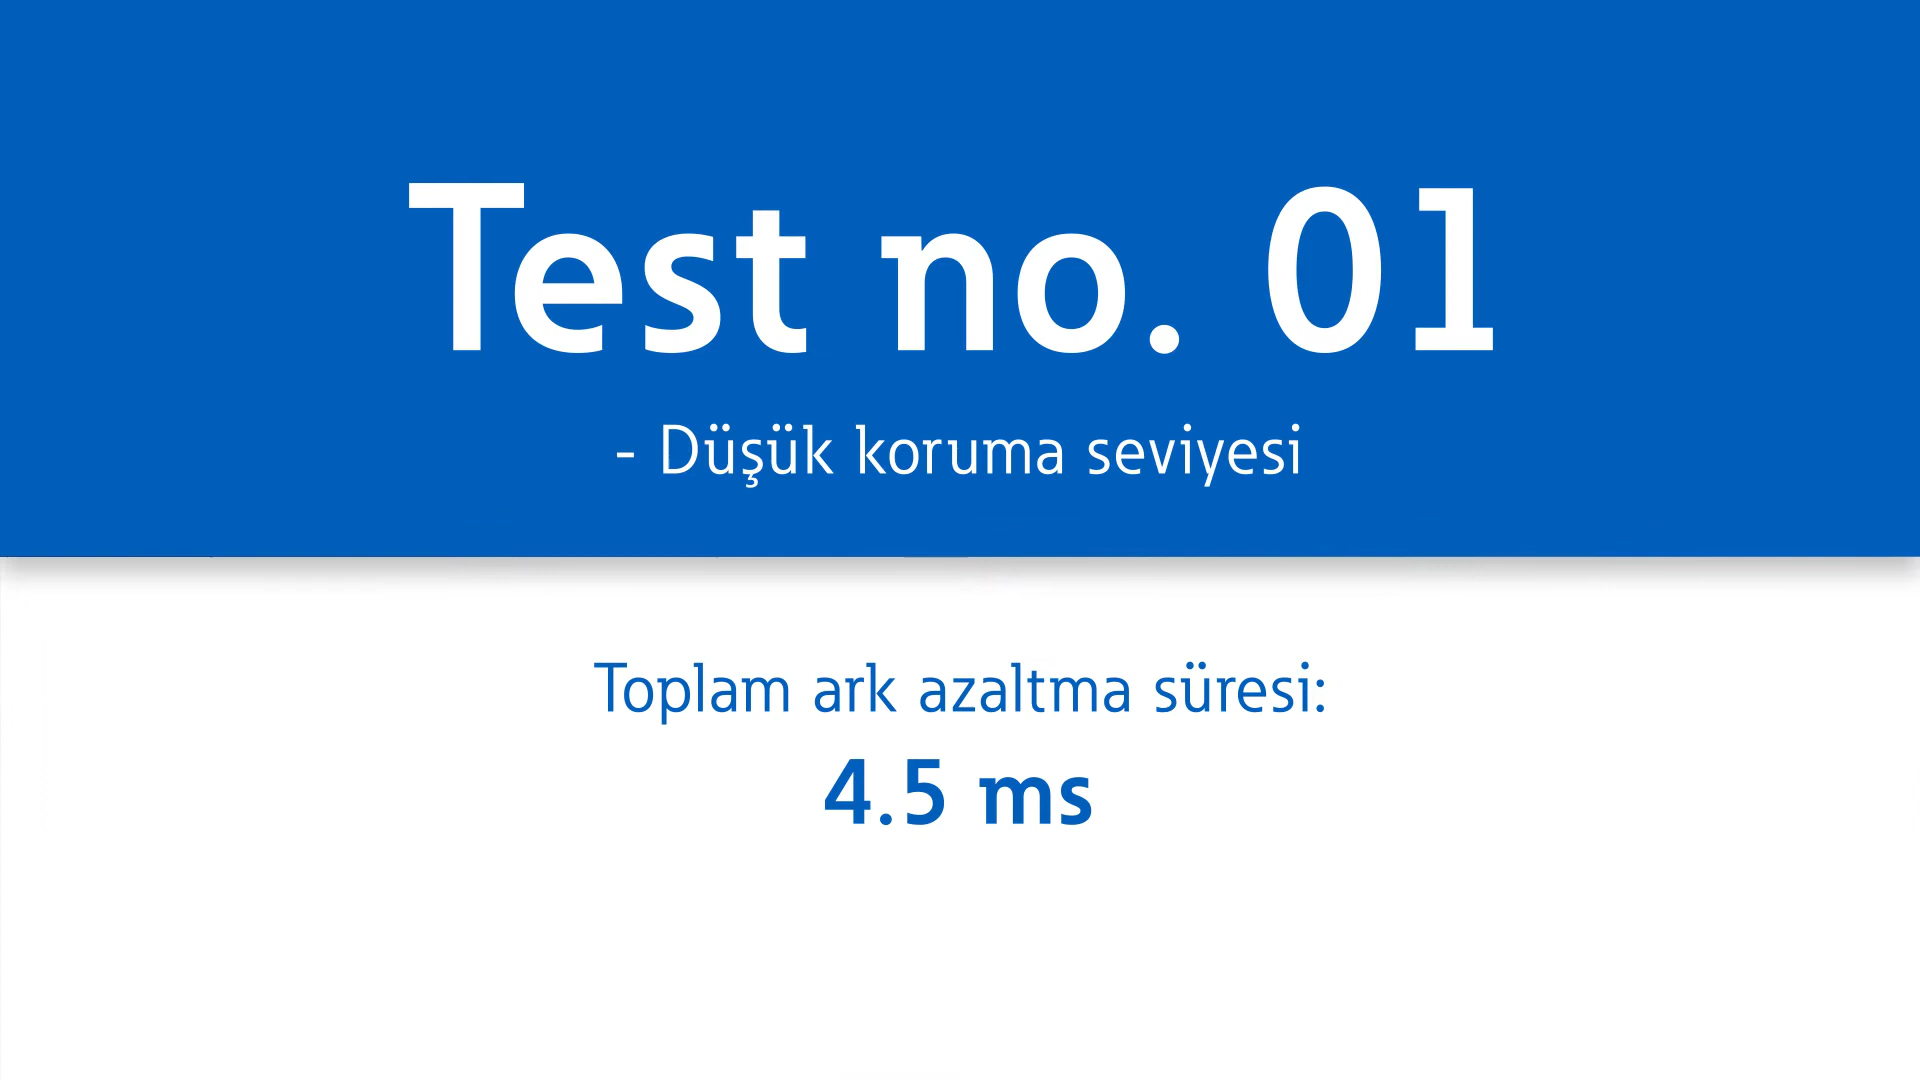 Test no. 01
- Düşük koruma seviyesi
Toplam ark azaltma süresi:
4.5 ms